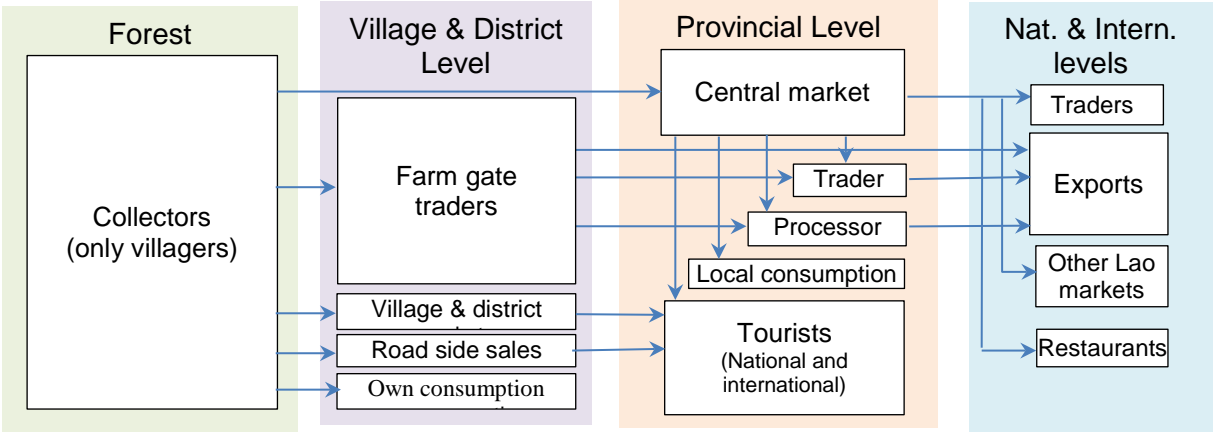 Forest
Collectors
(only villagers)
Village & District
Level
Farm gate
traders
Village & district
Road side sales
Own consumption
Provincial Level
Central market
Trader
Processor
Local consumption
Tourists
(National and
international)
Nat. & Intern.
levels
Traders
Exports
Other Lao
markets
Restaurants